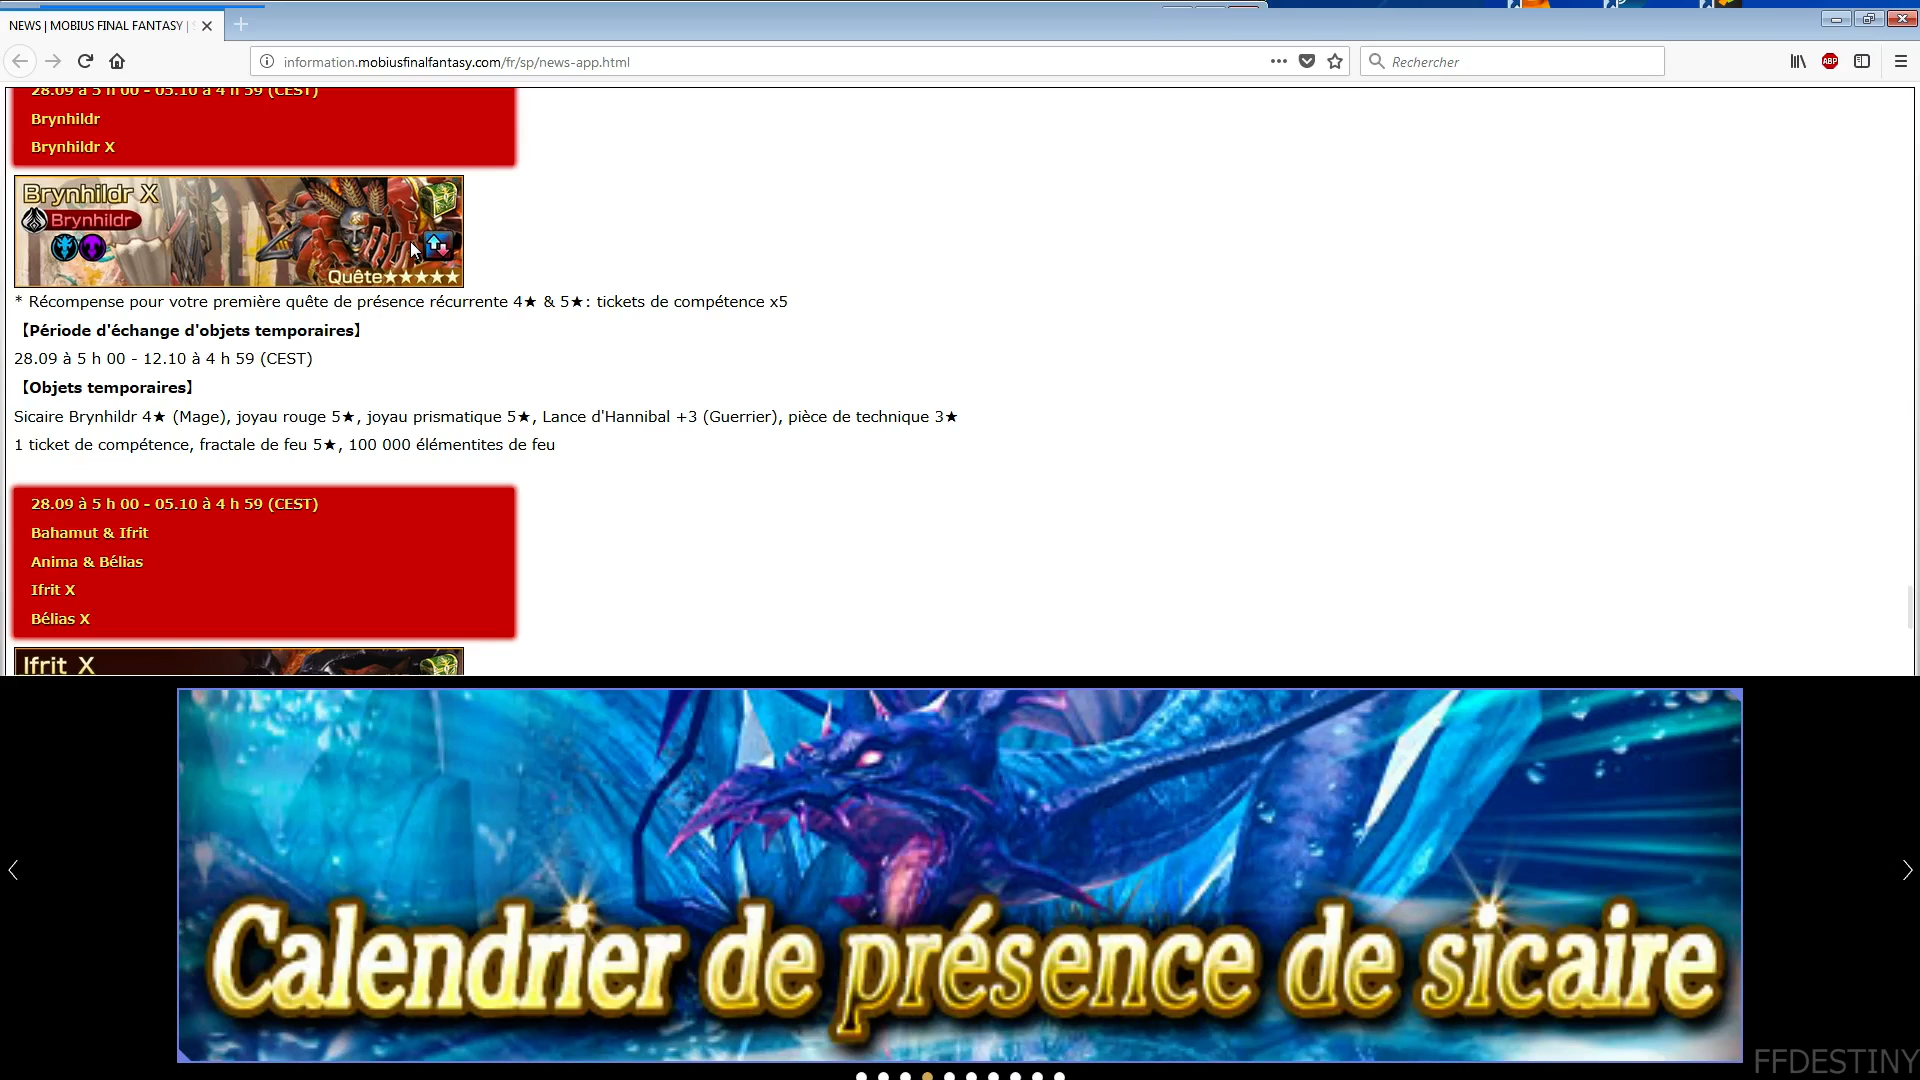 NEWS | MOBIUS FINAL FANTASY |
information.mobiusfinalfantasy.com/fr/sp/news-app.html
Rechercher
ABP
28.09 à 5 h 00 - 05.10 à 4 h 59 (CEST)
Brynhildr
Brynhildr X
Brynhildr X
Brynhildr
Quête★★★★★
* Récompense pour votre première quête de présence récurrente 4★ & 5★: tickets de compétence x5
【Période d'échange d'objets temporaires】
28.09 à 5 h 00 - 12.10 à 4 h 59 (CEST)
【Objets temporaires】
Sicaire Brynhildr 4★ (Mage), joyau rouge 5★, joyau prismatique 5★, Lance d'Hannibal +3 (Guerrier), pièce de technique 3★
1 ticket de compétence, fractale de feu 5★, 100 000 élémentites de feu
28.09 à 5 h 00 - 05.10 à 4 h 59 (CEST)
Bahamut & Ifrit
Anima & Bélias
Ifrit X
Bélias X
Ifrit X
Calendrier de présence de sicaire
FFDESTINY